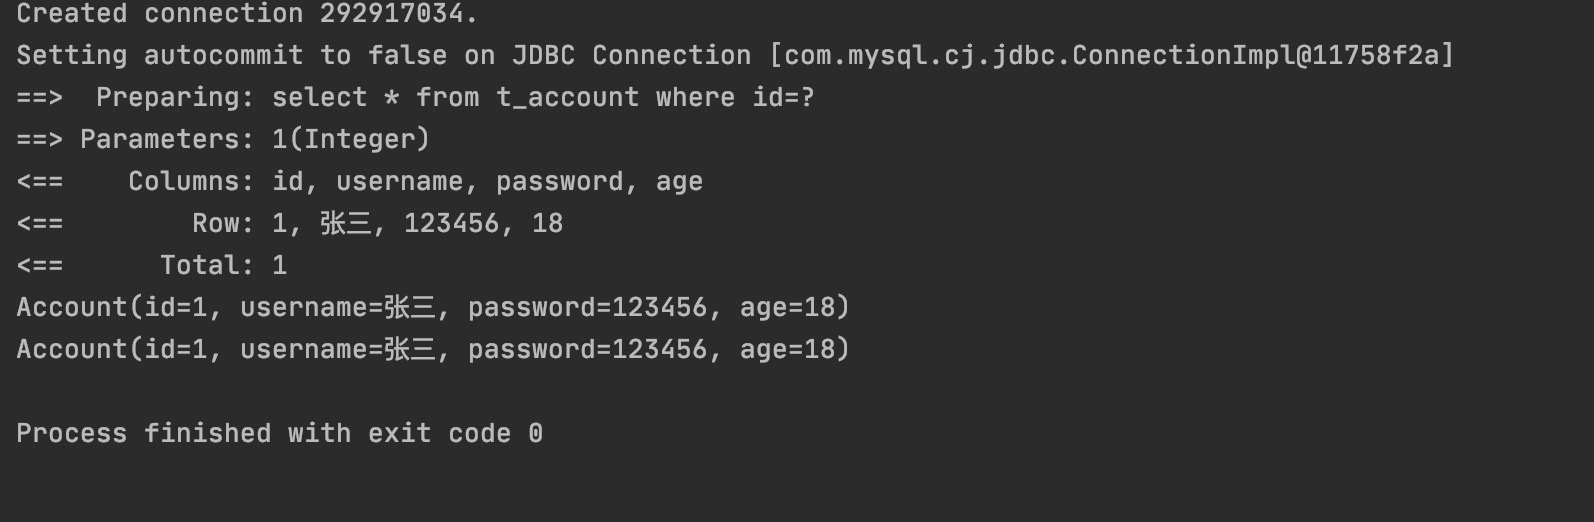 Created connection 292917034.
Setting autocommit to false on JDBC Connection [com.mysql.cj.jdbc.ConnectionImpl@11758f2a]
==>  Preparing: select * from t_account where id=?
==> Parameters: 1(Integer)
<==    Columns: id, username, password, age
<==        Row: 1, 张三, 123456, 18
<==      Total: 1
Account(id=1, username=张三, password=123456, age=18)
Account(id=1, username=张三, password=123456, age=18)
Process finished with exit code 0